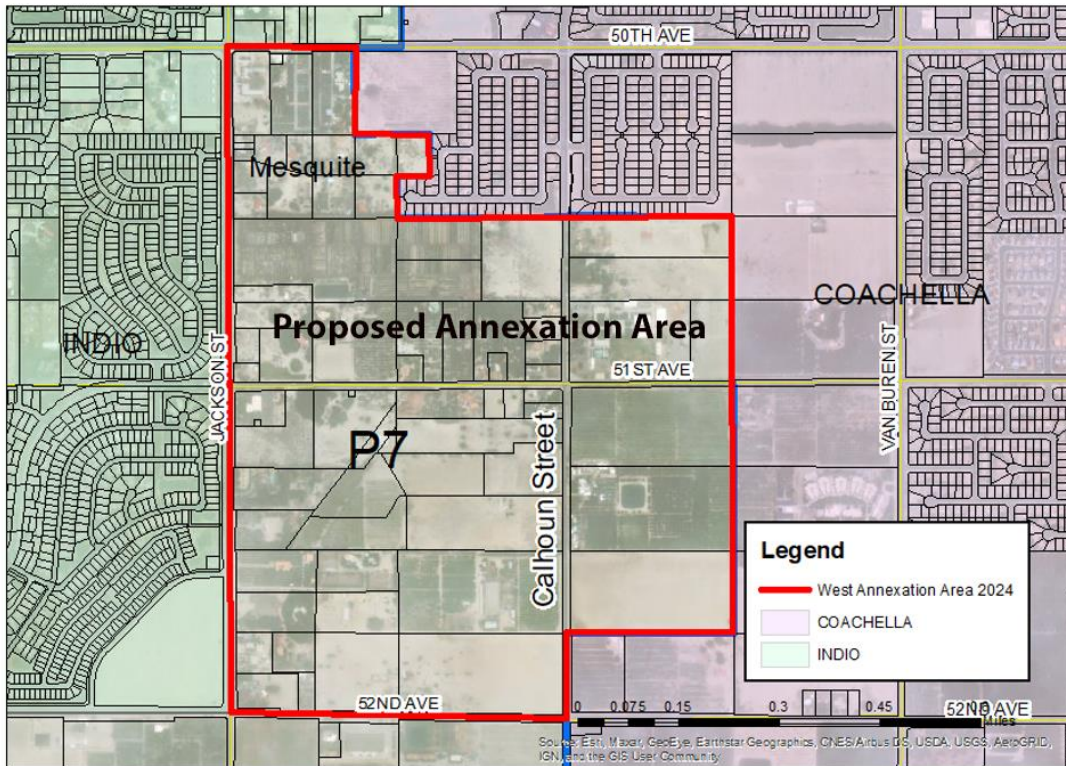 50TH AVE
Mesquite
COACHELLA
INDIO
Proposed Annexation Area
JACKSON ST
51ST AVE
VAN BUREN ST
P7
Calhoun Street
Legend
West Annexation Area 2024
COACHELLA
INDIO
52ND AVE
0 0.075 0.15 0.3 0.45
52ND AVE
Miles
Source: Esri, Maxar, GeoEye, Earthstar Geographics, CNES/Airbus DS, USDA, USGS, AeroGRID,
IGN, and the GIS User Community